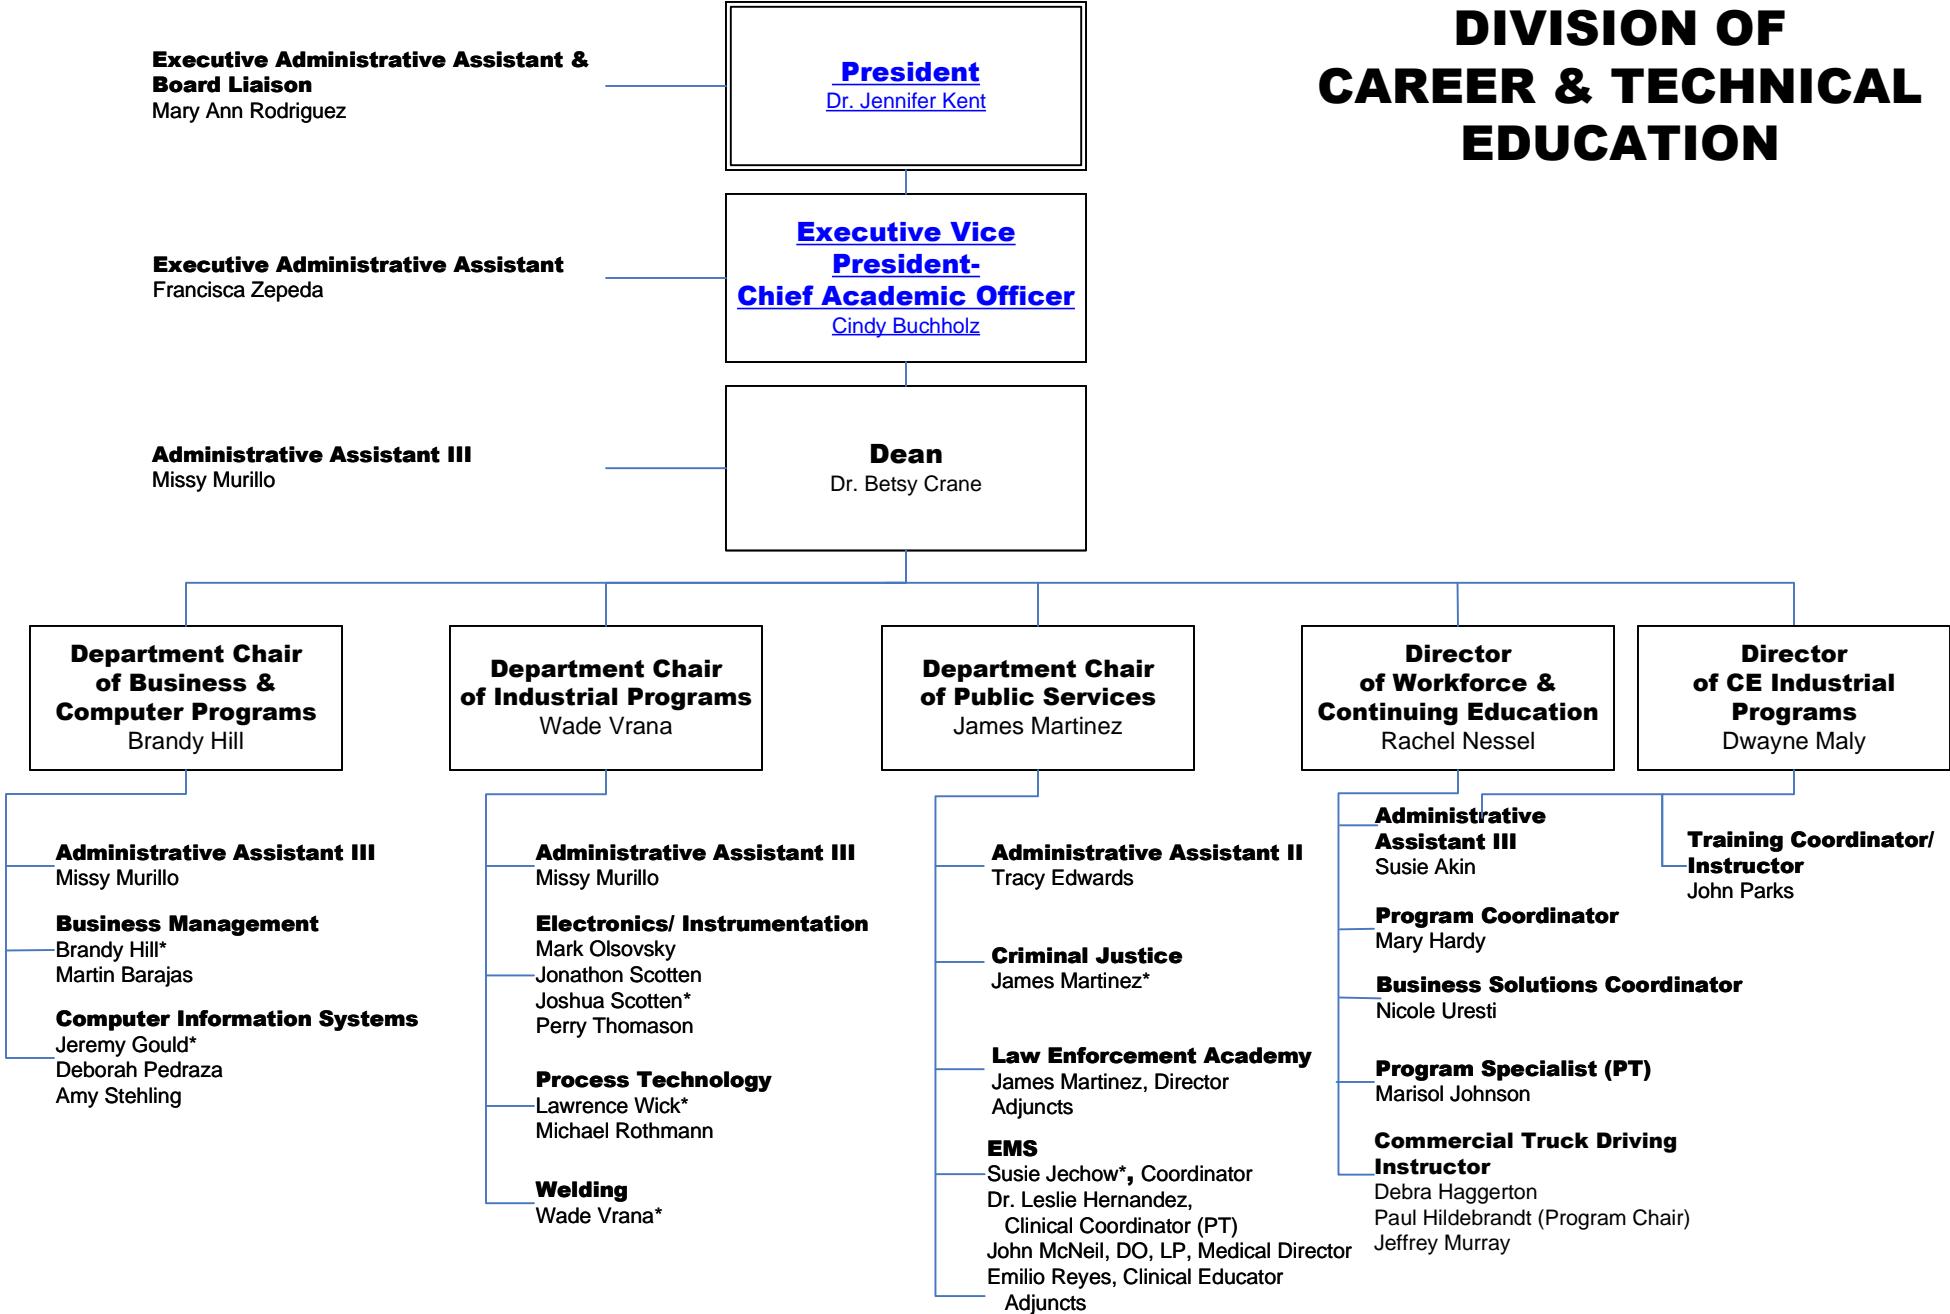 DIVISION OF
CAREER & TECHNICAL
EDUCATION
Executive Administrative Assistant &
Board Liaison
Mary Ann Rodriguez
President
Dr. Jennifer Kent
Executive Administrative Assistant
Francisca Zepeda
Executive Vice
President-
Chief Academic Officer
Cindy Buchholz
Administrative Assistant III
Missy Murillo
Dean
Dr. Betsy Crane
Department Chair
of Business &
Computer Programs
Brandy Hill
Department Chair
of Industrial Programs
Wade Vrana
Department Chair
of Public Services
James Martinez
Director
of Workforce &
Continuing Education
Rachel Nessel
Director
of CE Industrial
Programs
Dwayne Maly
Administrative Assistant III
Missy Murillo
Business Management
Brandy Hill*
Martin Barajas
Computer Information Systems
Jeremy Gould*
Deborah Pedraza
Amy Stehling
Administrative Assistant III
Missy Murillo
Electronics/ Instrumentation
Mark Olsovsky
Jonathon Scotten
Joshua Scotten*
Perry Thomason
Process Technology
Lawrence Wick*
Michael Rothmann
Welding
Wade Vrana*
Administrative Assistant II
Tracy Edwards
Criminal Justice
James Martinez*
Law Enforcement Academy
James Martinez, Director
Adjuncts
EMS
Susie Jechow*, Coordinator
Dr. Leslie Hernandez,
Clinical Coordinator (PT)
John McNeil, DO, LP, Medical Director
Emilio Reyes, Clinical Educator
Adjuncts
Administrative
Assistant III
Susie Akin
Program Coordinator
Mary Hardy
Business Solutions Coordinator
Nicole Uresti
Program Specialist (PT)
Marisol Johnson
Commercial Truck Driving
Instructor
Debra Haggerton
Paul Hildebrandt (Program Chair)
Jeffrey Murray
Training Coordinator/
Instructor
John Parks